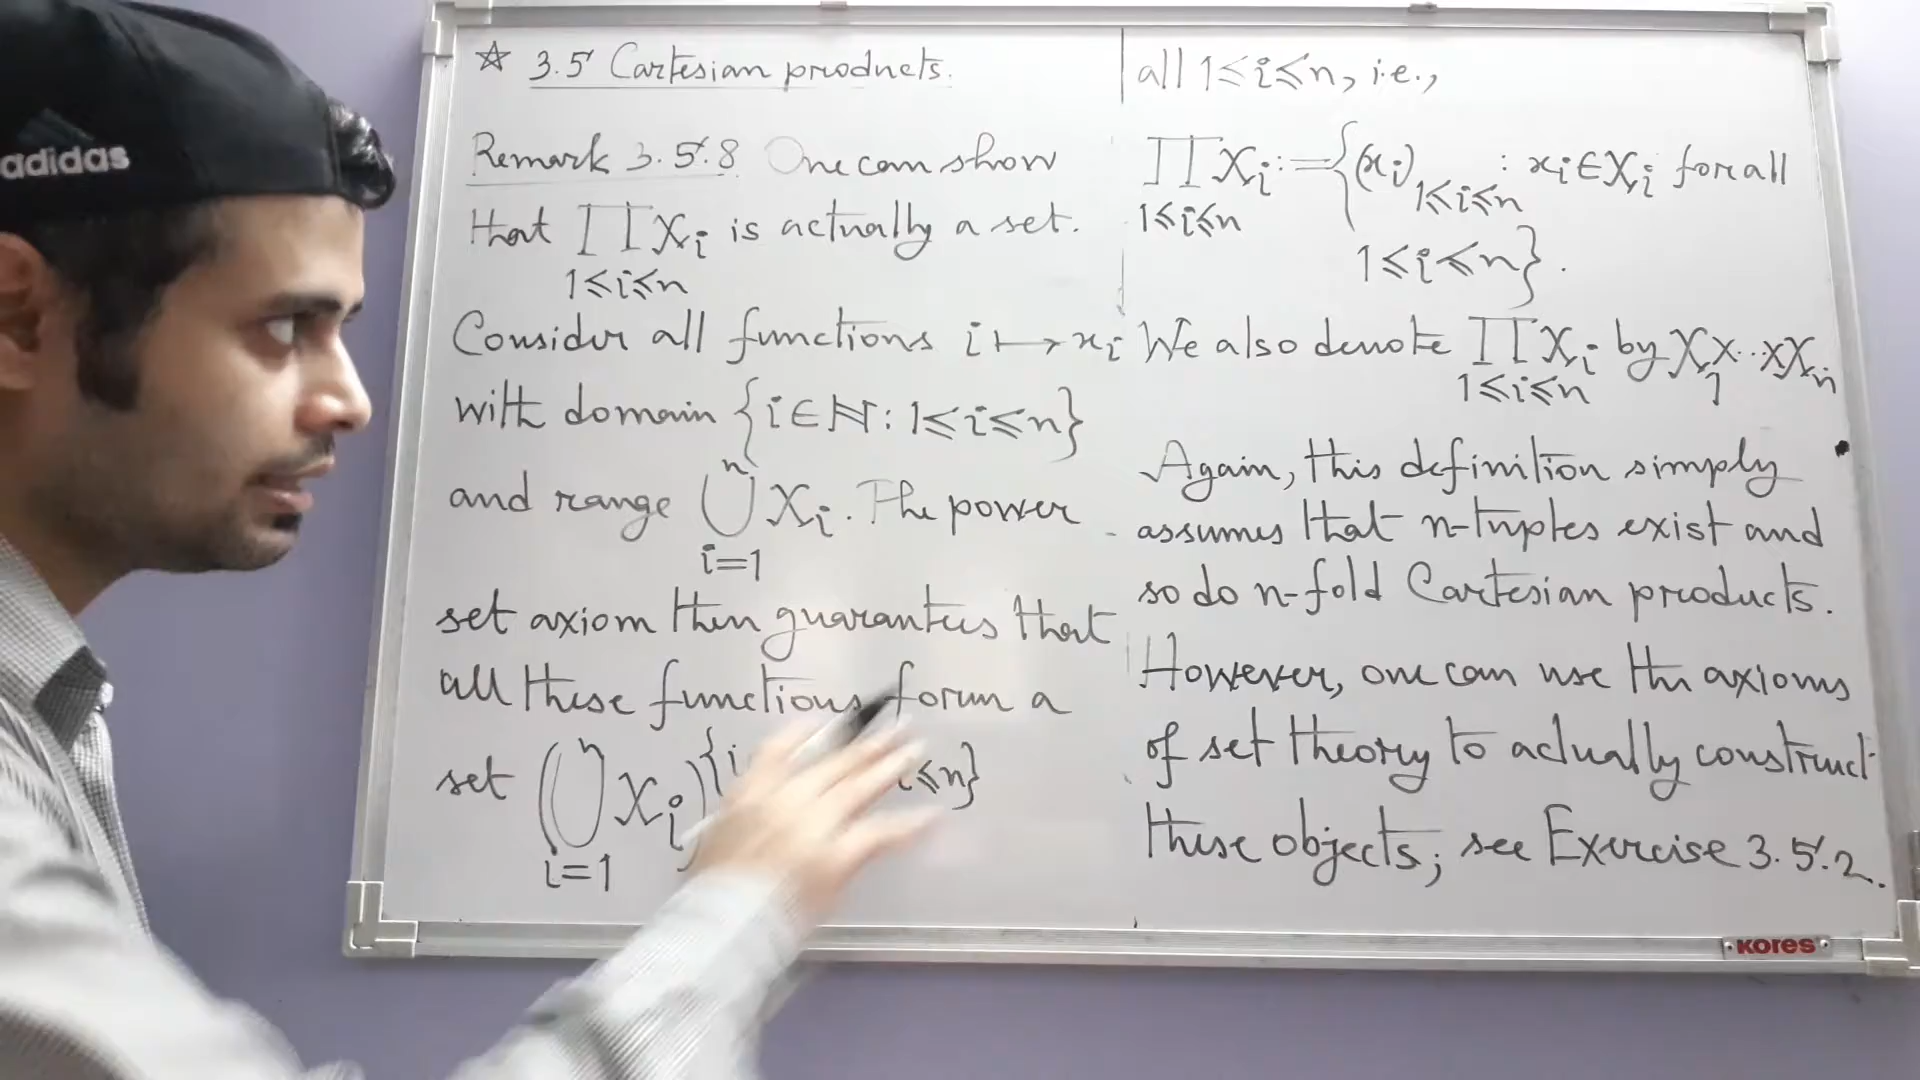 adidas
☆ 3.5 Cartesian products.
Remark 3.5.8 One can show
that ∏ Xᵢ is actually a set.
1≤i≤n
Consider all functions i ↦ xᵢ
with domain {i∈ℕ: 1≤i≤n}
and range ⋃ Xᵢ. The power
n
i=1
set axiom then guarantees that
all these functions form a
set (⋃ Xᵢ){i ≤n}
n
i=1
all 1≤i≤n, i.e.,
∏ Xᵢ := {(xᵢ) : xᵢ∈Xᵢ for all
1≤i≤n 1≤i≤n
1≤i≤n}.
We also denote ∏ Xᵢ by X₁×...×Xₙ
1≤i≤n
Again, this definition simply
assumes that n-tuples exist and
so do n-fold Cartesian products.
However, one can use the axioms
of set theory to actually construct
these objects; see Exercise 3.5.2.
KORES